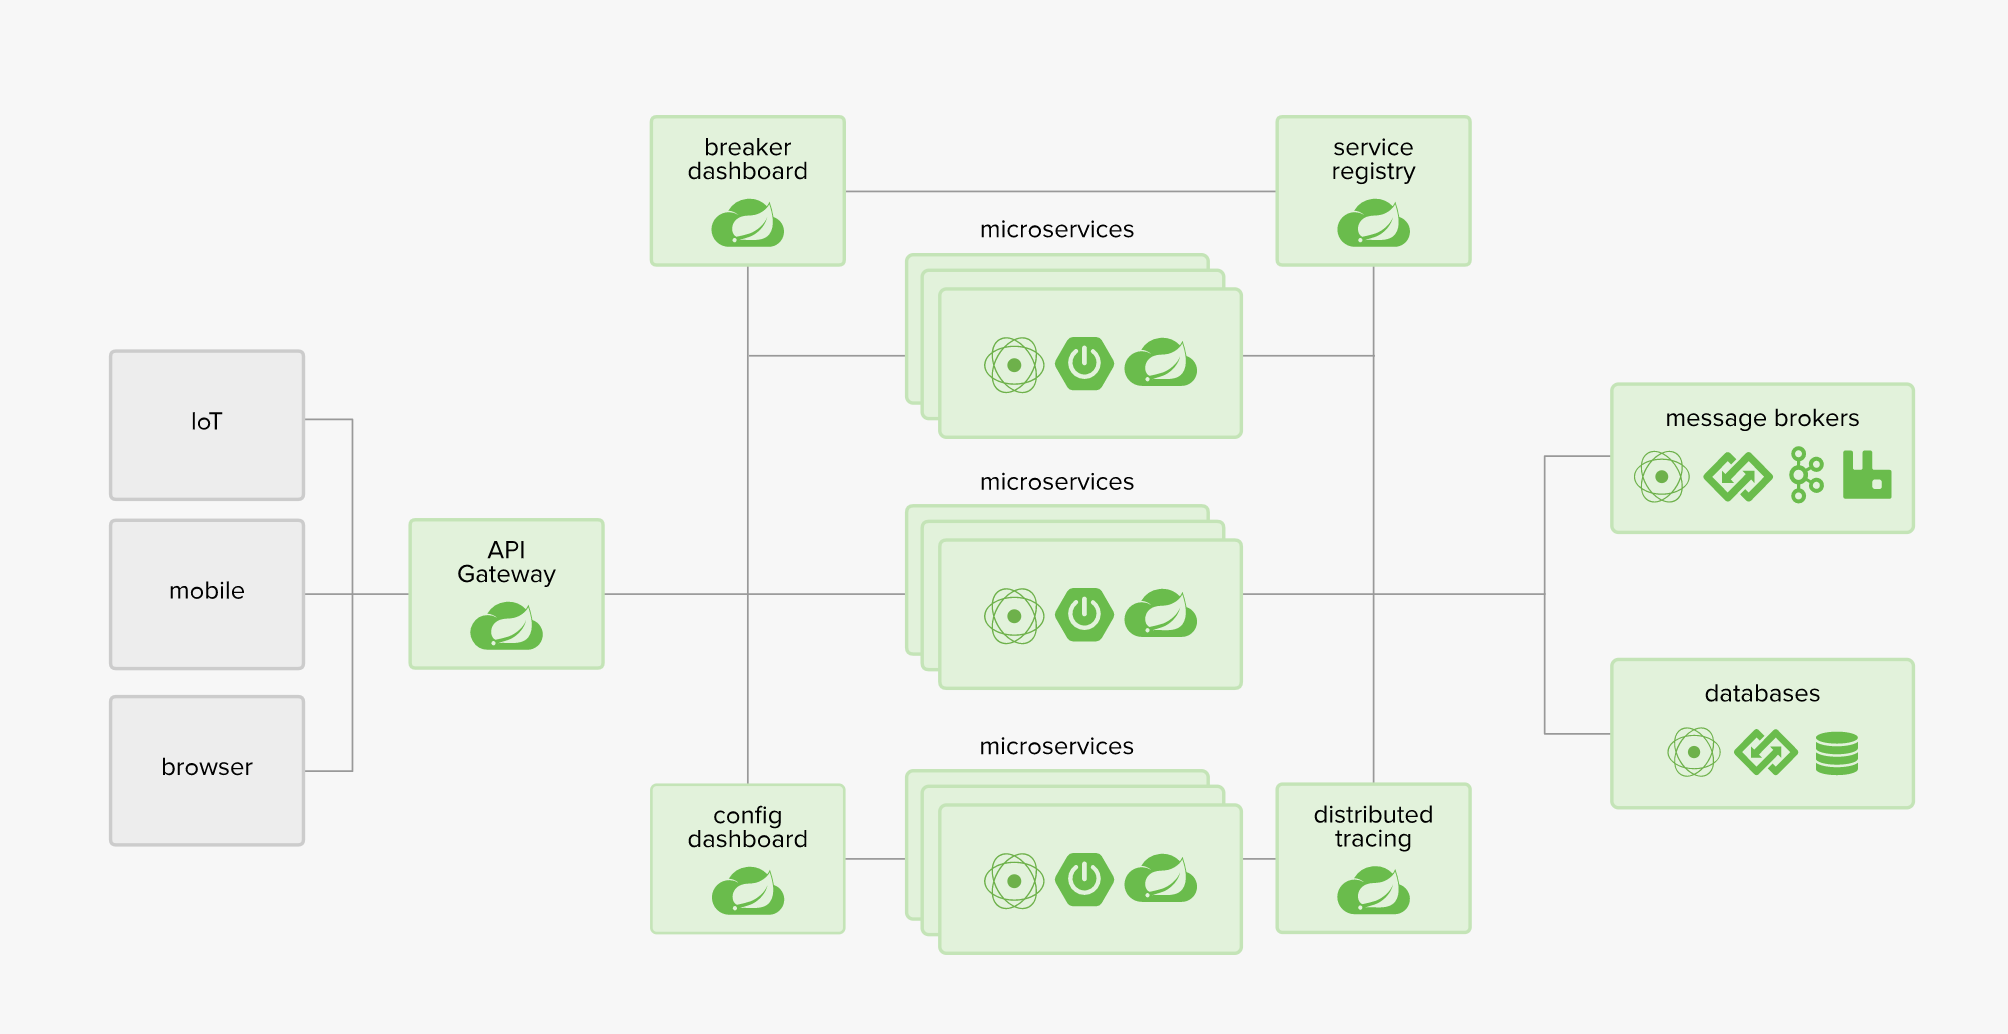 breaker
dashboard
service
registry
microservices
IoT
message brokers
microservices
API
Gateway
mobile
databases
microservices
browser
config
dashboard
distributed
tracing